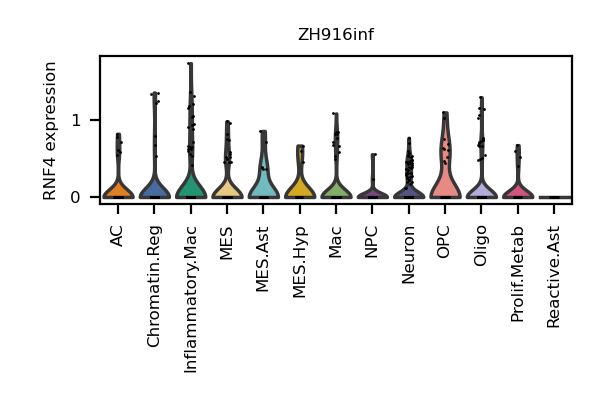 ZH916inf
RNF4 expression
1
0
AC
Chromatin.Reg
Inflammatory.Mac
MES
MES.Ast
MES.Hyp
Mac
NPC
Neuron
OPC
Oligo
Prolif.Metab
Reactive.Ast